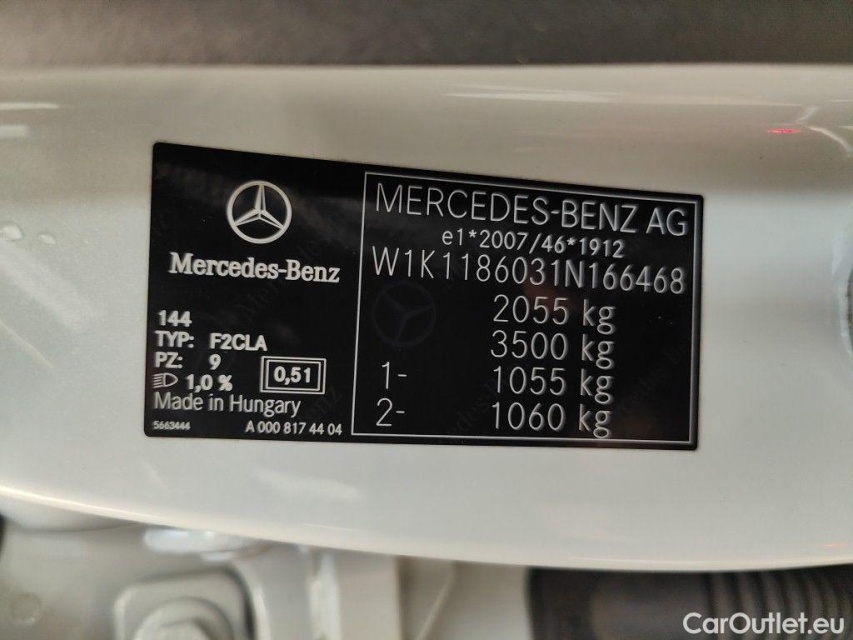 Mercedes-Benz
144
TYP: F2CLA
PZ: 9
1,0 %
0,51
Made in Hungary
5663444 A 000 817 44 04
MERCEDES-BENZ AG
e1*2007/46*1912
W1K1186031N166468
2055 kg
3500 kg
1- 1055 kg
2- 1060 kg
CarOutlet.eu